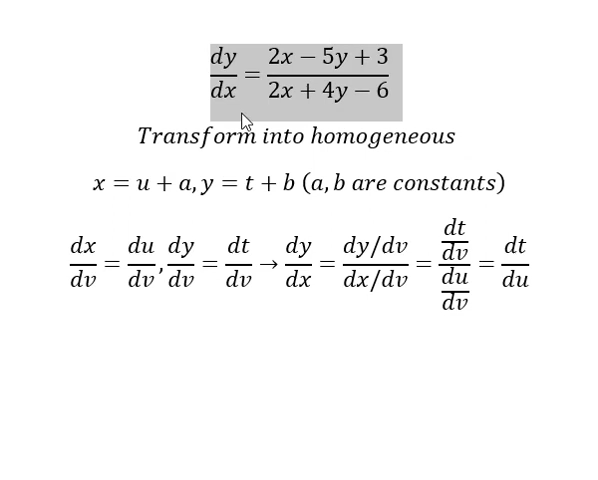 dy/dx = (2x − 5y + 3)/(2x + 4y − 6)
Transform into homogeneous
x = u + a, y = t + b (a, b are constants)
dx/dv = du/dv, dy/dv = dt/dv → dy/dx = (dy/dv)/(dx/dv) = (dt/dv)/(du/dv) = dt/du